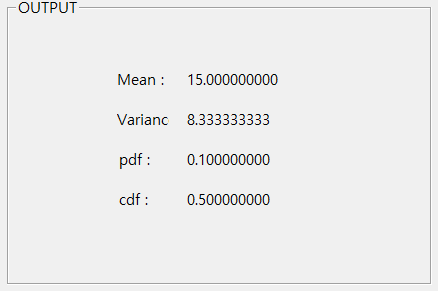 OUTPUT
Mean : 15.000000000
Varianc 8.333333333
pdf : 0.100000000
cdf : 0.500000000